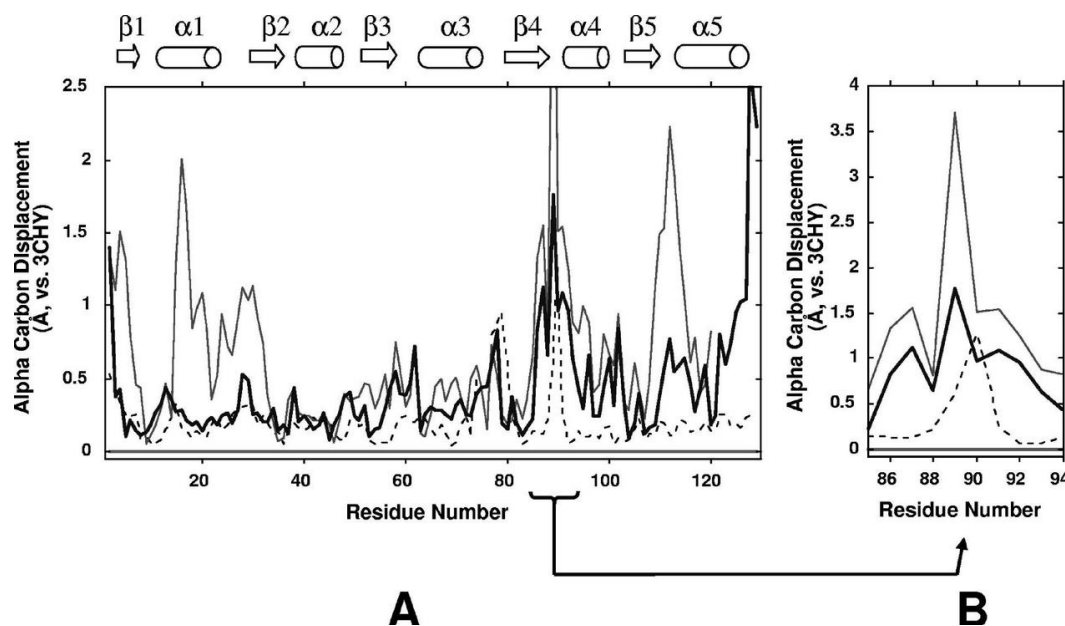 β1 α1 β2 α2 β3 α3 β4 α4 β5 α5
Alpha Carbon Displacement
(Å, vs. 3CHY)
2.5
2
1.5
1
0.5
0
20 40 60 80 100 120
Residue Number
A
Alpha Carbon DIsplacement
(Å, vs. 3CHY)
4
3.5
3
2.5
2
1.5
1
0.5
0
86 88 90 92 94
Residue Number
B